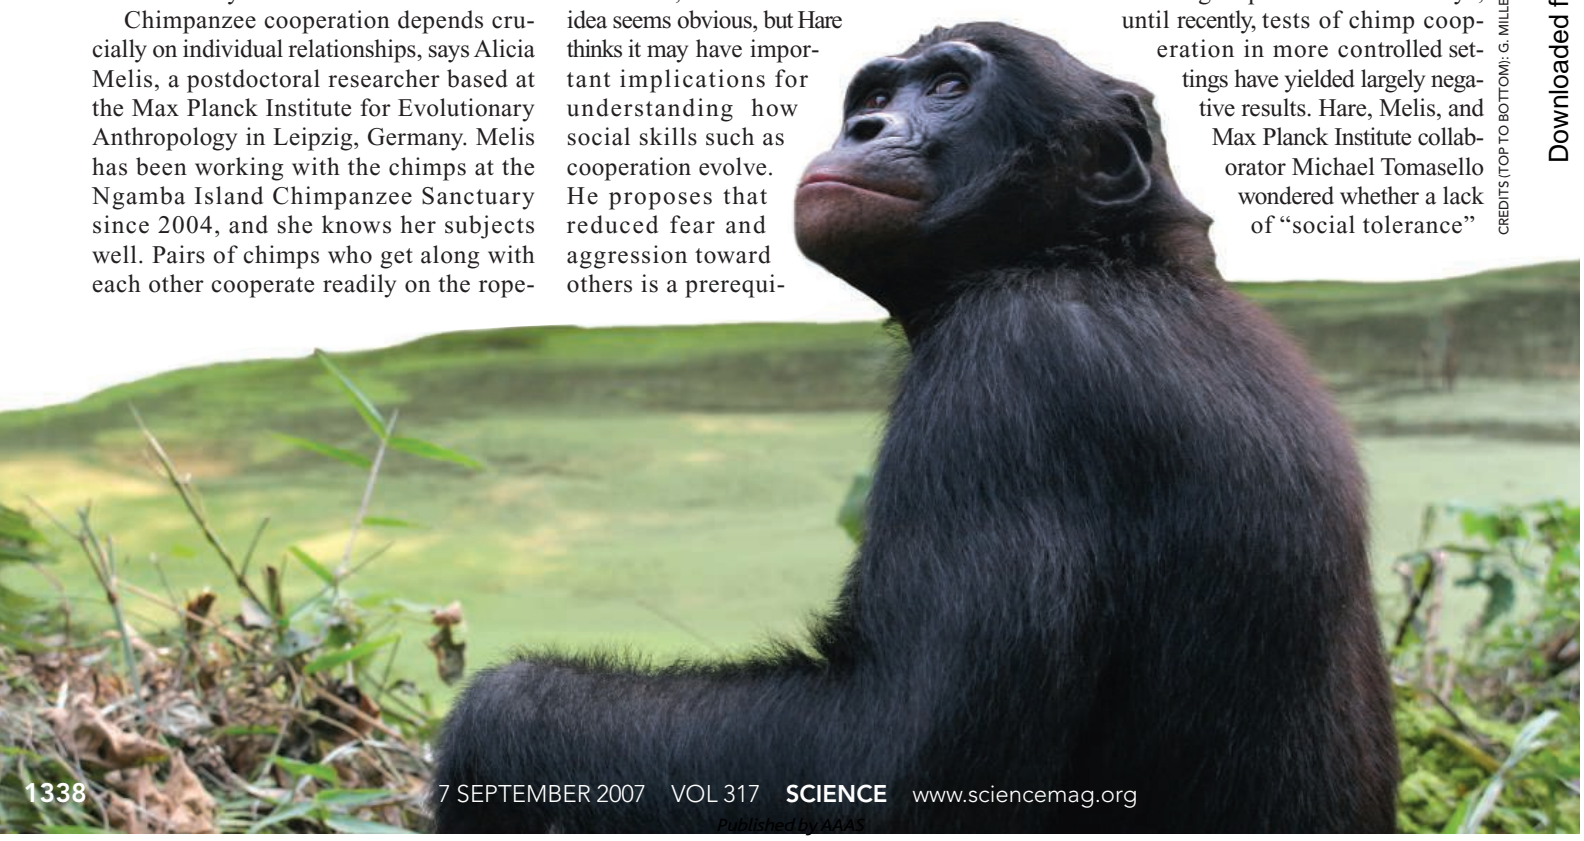 Chimpanzee cooperation depends cru-
cially on individual relationships, says Alicia
Melis, a postdoctoral researcher based at
the Max Planck Institute for Evolutionary
Anthropology in Leipzig, Germany. Melis
has been working with the chimps at the
Ngamba Island Chimpanzee Sanctuary
since 2004, and she knows her subjects
well. Pairs of chimps who get along with
each other cooperate readily on the rope-
idea seems obvious, but Hare
thinks it may have impor-
tant implications for
understanding how
social skills such as
cooperation evolve.
He proposes that
reduced fear and
aggression toward
others is a prerequi-
until recently, tests of chimp coop-
eration in more controlled set-
tings have yielded largely nega-
tive results. Hare, Melis, and
Max Planck Institute collab-
orator Michael Tomasello
wondered whether a lack
of “social tolerance”
CREDITS (TOP TO BOTTOM): G. MILLE
Downloaded f
1338
7 SEPTEMBER 2007 VOL 317 SCIENCE www.sciencemag.org
Published by AAAS